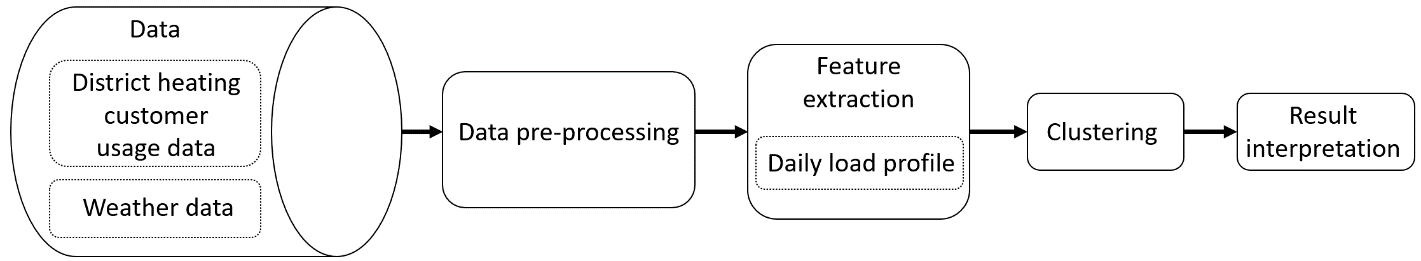 Data
District heating
customer
usage data
Weather data
Data pre-processing
Feature
extraction
Daily load profile
Clustering
Result
interpretation